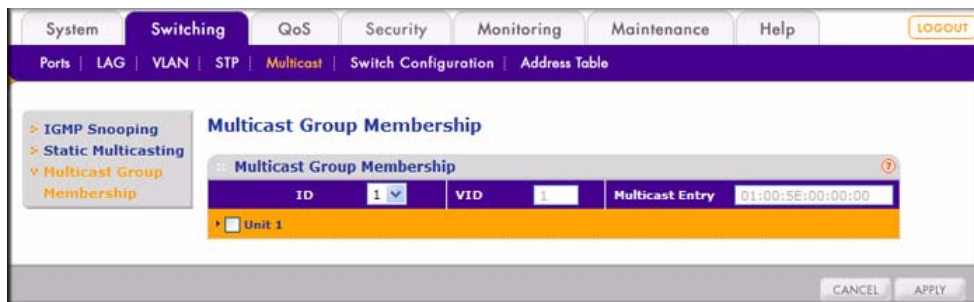 System Switching QoS Security Monitoring Maintenance Help LOGOUT
Ports LAG VLAN STP Multicast Switch Configuration Address Table
IGMP Snooping
Static Multicasting
Multicast Group
Membership
Multicast Group Membership
Multicast Group Membership ?
ID 1 VID 1 Multicast Entry 01:00:5E:00:00:00
Unit 1
CANCEL APPLY